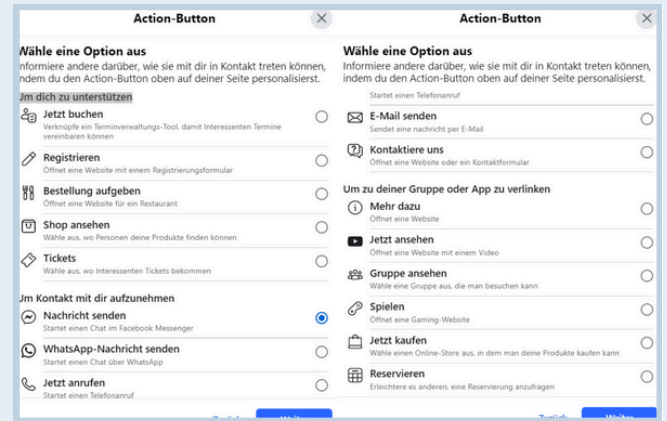 Action-Button
Wähle eine Option aus
Informiere andere darüber, wie sie mit dir in Kontakt treten können,
indem du den Action-Button oben auf deiner Seite personalisierst.
Um dich zu unterstützen
Jetzt buchen
Verknüpfe ein Terminverwaltungs-Tool, damit Interessenten Termine
vereinbaren können
Registrieren
Öffnet eine Website mit einem Registrierungsformular
Bestellung aufgeben
Öffnet eine Website für ein Restaurant
Shop ansehen
Wähle aus, wo Personen deine Produkte finden können
Tickets
Wähle aus, wo Interessenten Tickets bekommen
Um Kontakt mit dir aufzunehmen
Nachricht senden
Startet einen Chat im Facebook Messenger
WhatsApp-Nachricht senden
Startet einen Chat über WhatsApp
Jetzt anrufen
Startet einen Telefonanruf
Zurück
Weiter
Action-Button
Wähle eine Option aus
Informiere andere darüber, wie sie mit dir in Kontakt treten können,
indem du den Action-Button oben auf deiner Seite personalisierst.
Startet einen Telefonanruf
E-Mail senden
Sendet eine nachricht per E-Mail
Kontaktiere uns
Öffnet eine Website oder ein Kontaktformular
Um zu deiner Gruppe oder App zu verlinken
Mehr dazu
Öffnet eine Website
Jetzt ansehen
Öffnet eine Website mit einem Video
Gruppe ansehen
Wähle eine Gruppe aus, die man besuchen kann
Spielen
Öffnet eine Gaming-Website
Jetzt kaufen
Wähle einen Online-Store aus, in dem man deine Produkte kaufen kann
Reservieren
Erleichtere es anderen, eine Reservierung anzufragen
Zurück
Weiter